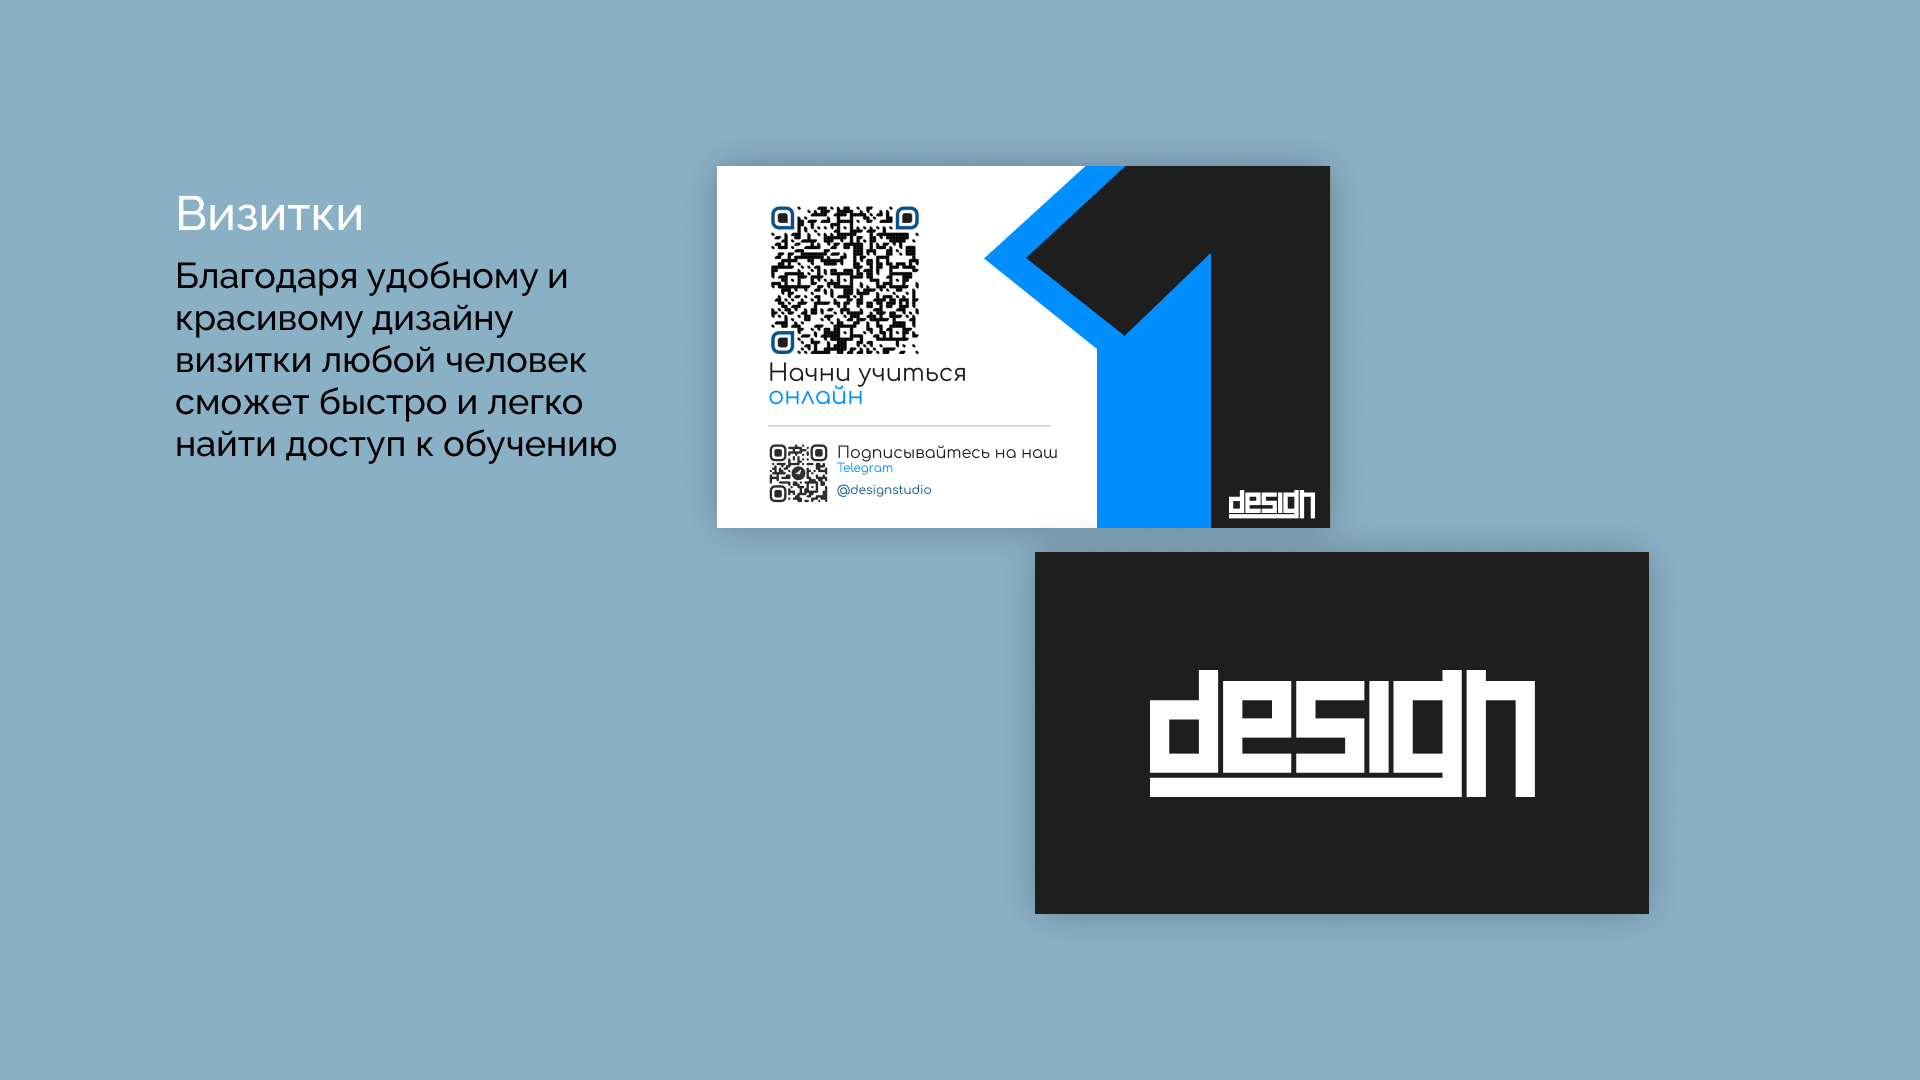 Визитки
Благодаря удобному и
красивому дизайну
визитки любой человек
сможет быстро и легко
найти доступ к обучению
Начни учиться
онлайн
Подписывайтесь на наш
Telegram
@designstudio
1
design
design